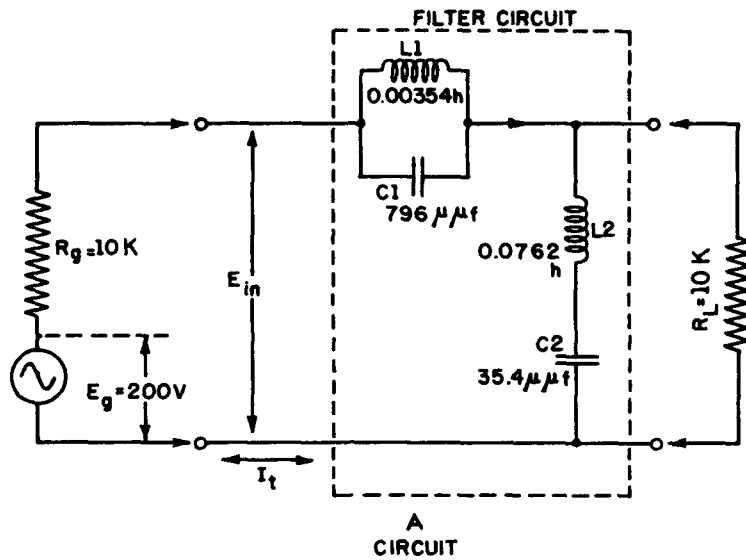 FILTER CIRCUIT
L1
0.00354h
C1
796 μμf
Rg=10K
Ein
Eg=200V
It
L2
0.0762
h
C2
35.4μμf
RL=10K
A
CIRCUIT